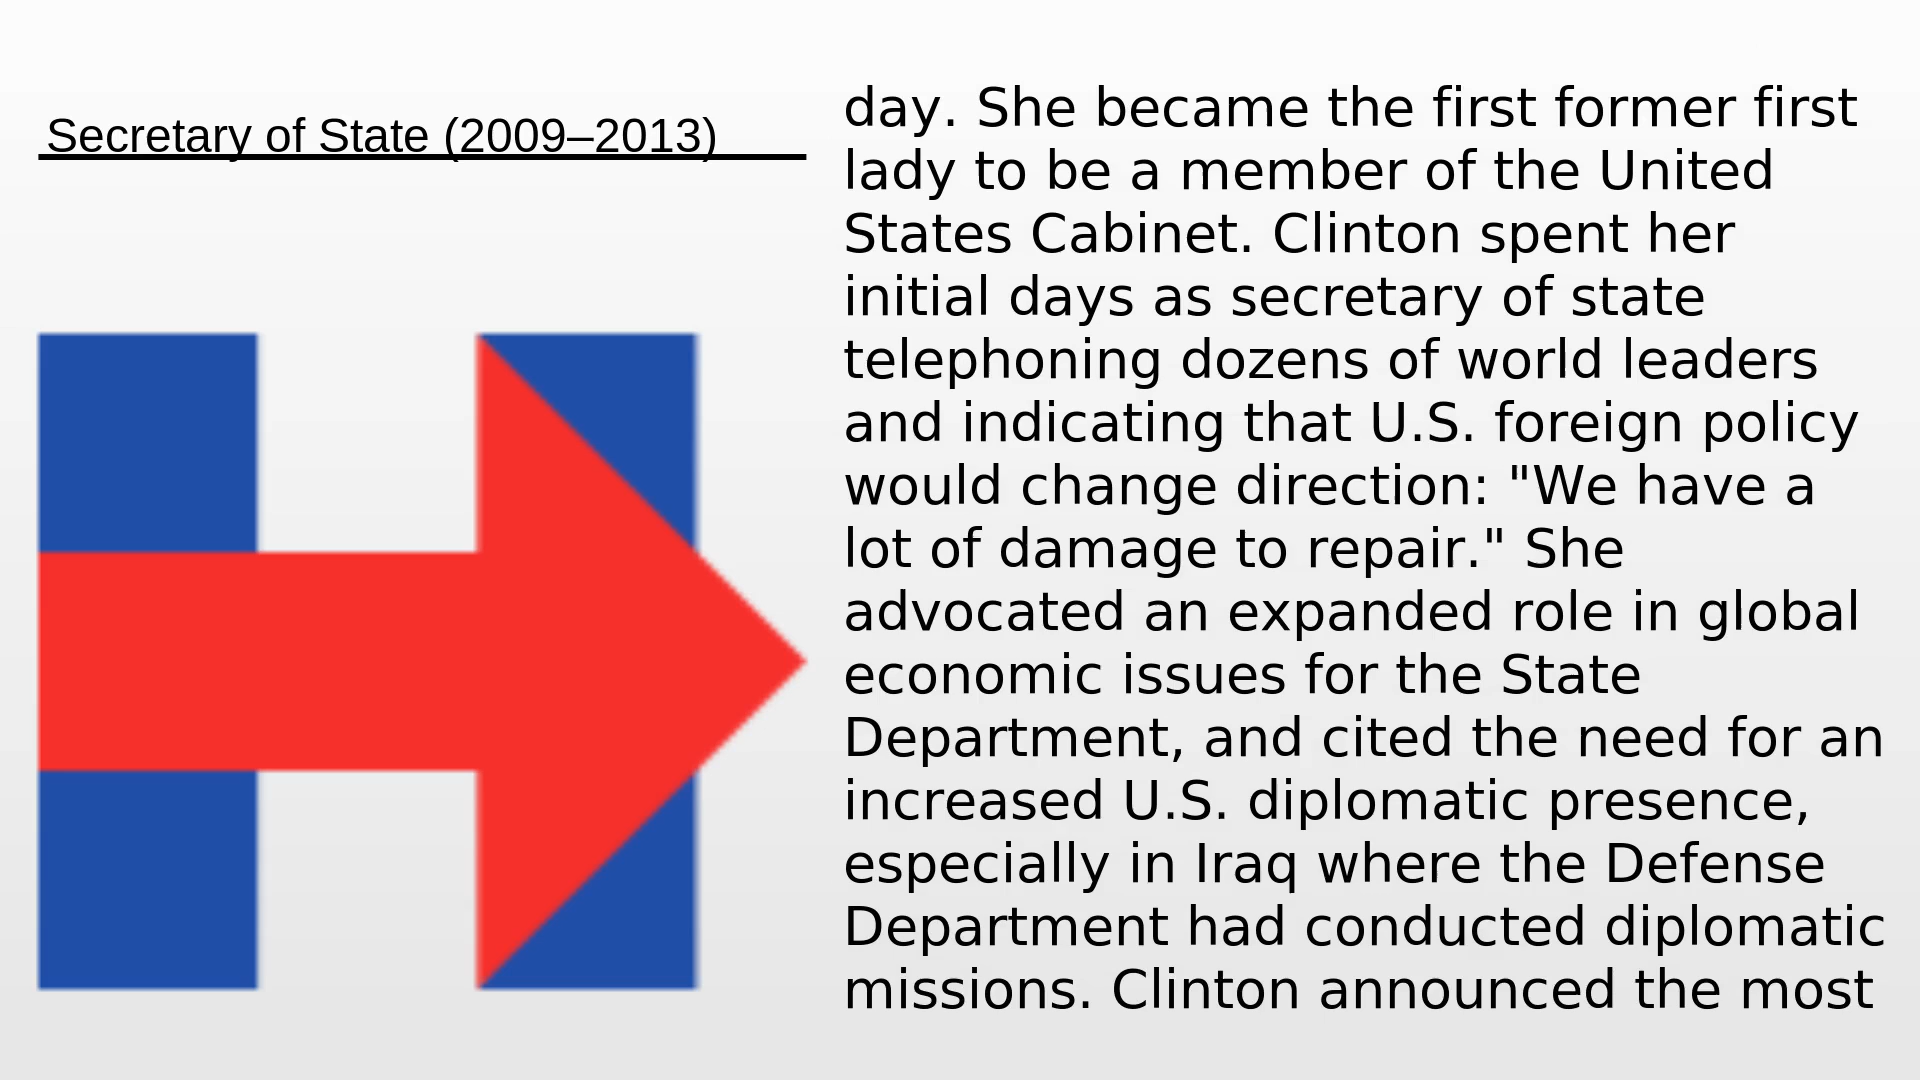 Secretary of State (2009–2013)
day. She became the first former first
lady to be a member of the United
States Cabinet. Clinton spent her
initial days as secretary of state
telephoning dozens of world leaders
and indicating that U.S. foreign policy
would change direction: "We have a
lot of damage to repair." She
advocated an expanded role in global
economic issues for the State
Department, and cited the need for an
increased U.S. diplomatic presence,
especially in Iraq where the Defense
Department had conducted diplomatic
missions. Clinton announced the most